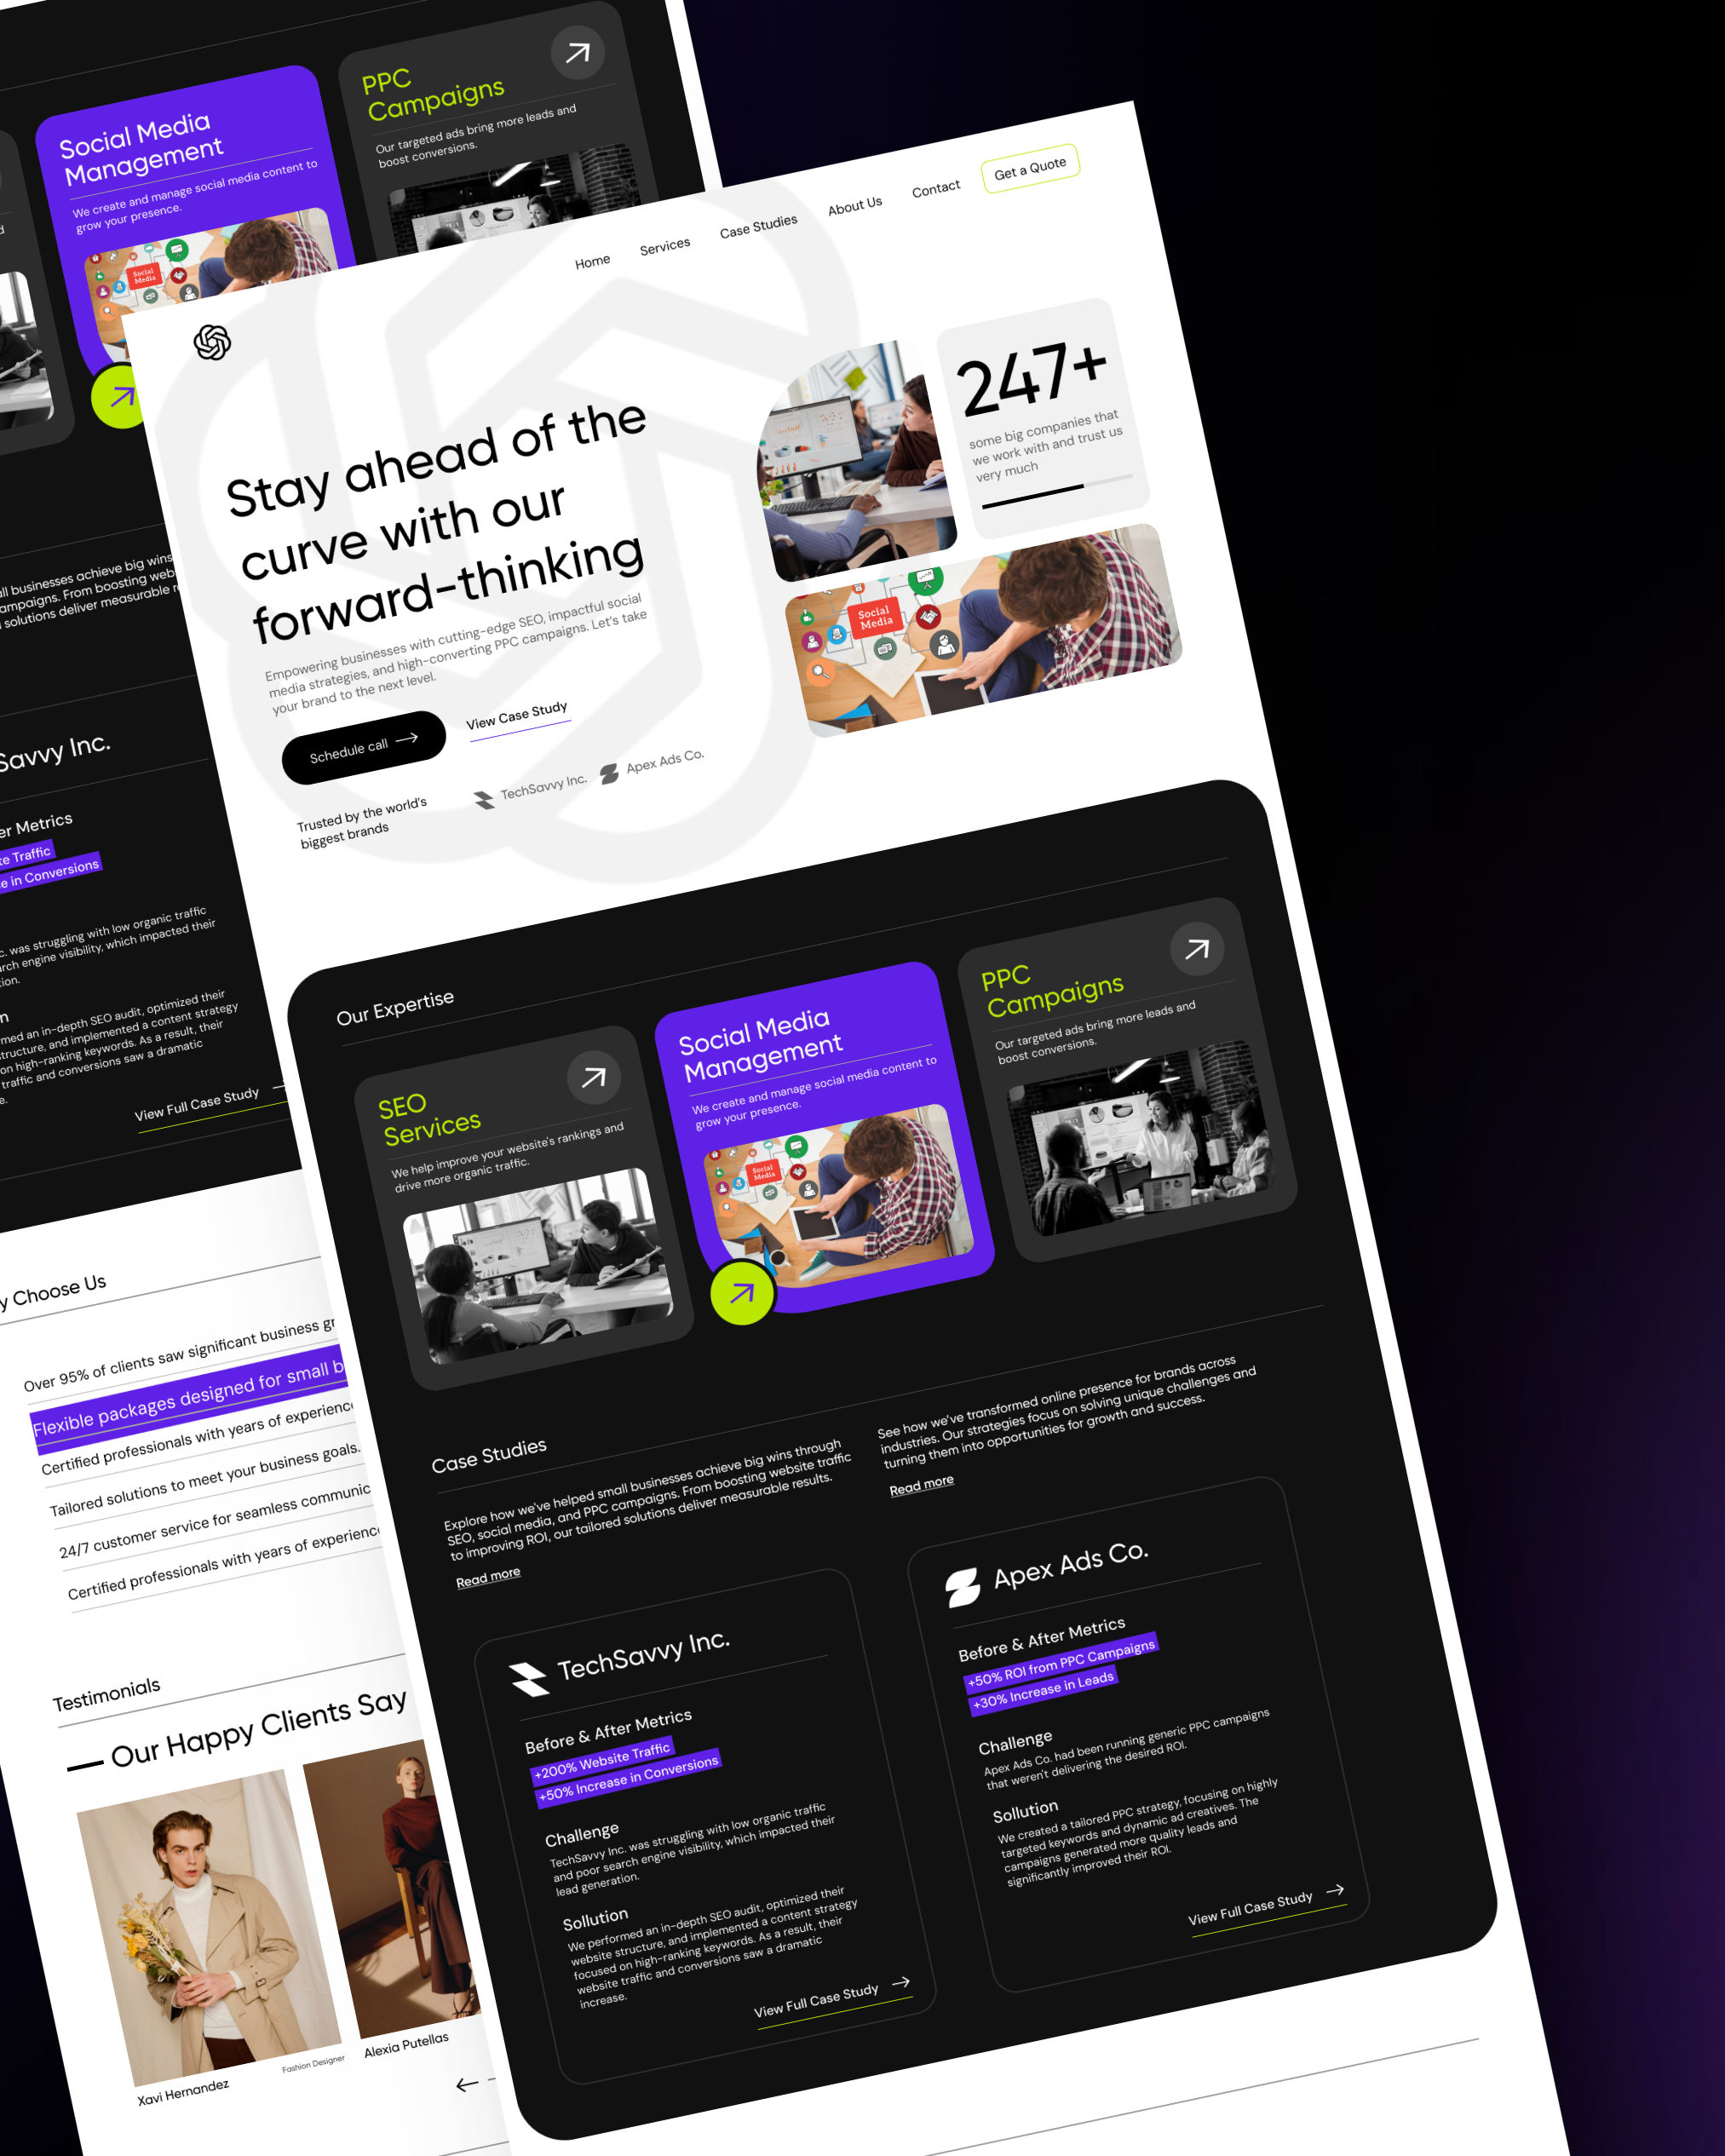 Social Media
Management
We create and manage social media content to
grow your presence.
PPC
Campaigns
Our targeted ads bring more leads and
boost conversions.
Social
Media
Home
Services
Case Studies
About Us
Contact
Get a Quote
Stay ahead of the
curve with our
forward-thinking
Empowering businesses with cutting-edge SEO, impactful social
media strategies, and high-converting PPC campaigns. Let's take
your brand to the next level.
Schedule call
View Case Study
Trusted by the world's
biggest brands
TechSavvy Inc.
Apex Ads Co.
247+
some big companies that
we work with and trust us
very much
Social
Media
Our Expertise
SEO
Services
We help improve your website's rankings and
drive more organic traffic.
Social Media
Management
We create and manage social media content to
grow your presence.
Social
Media
PPC
Campaigns
Our targeted ads bring more leads and
boost conversions.
Case Studies
Explore how we've helped small businesses achieve big wins through
SEO, social media, and PPC campaigns. From boosting website traffic
to improving ROI, our tailored solutions deliver measurable results.
Read more
See how we've transformed online presence for brands across
industries. Our strategies focus on solving unique challenges and
turning them into opportunities for growth and success.
Read more
TechSavvy Inc.
Before & After Metrics
+200% Website Traffic
+50% Increase in Conversions
Challenge
TechSavvy Inc. was struggling with low organic traffic
and poor search engine visibility, which impacted their
lead generation.
Sollution
We performed an in-depth SEO audit, optimized their
website structure, and implemented a content strategy
focused on high-ranking keywords. As a result, their
website traffic and conversions saw a dramatic
increase.
View Full Case Study
Apex Ads Co.
Before & After Metrics
+50% ROI from PPC Campaigns
+30% Increase in Leads
Challenge
Apex Ads Co. had been running generic PPC campaigns
that weren't delivering the desired ROI.
Sollution
We created a tailored PPC strategy, focusing on highly
targeted keywords and dynamic ad creatives. The
campaigns generated more quality leads and
significantly improved their ROI.
View Full Case Study
all businesses achieve big wins
ampaigns. From boosting web
solutions deliver measurable r
Savvy Inc.
er Metrics
te Traffic
e in Conversions
c. was struggling with low organic traffic
rch engine visibility, which impacted their
tion.
n
med an in-depth SEO audit, optimized their
tructure, and implemented a content strategy
on high-ranking keywords. As a result, their
traffic and conversions saw a dramatic
e.
View Full Case Study
y Choose Us
Over 95% of clients saw significant business gr
Flexible packages designed for small b
Certified professionals with years of experience
Tailored solutions to meet your business goals.
24/7 customer service for seamless communic
Certified professionals with years of experience
Testimonials
Our Happy Clients Say
Xavi Hernandez
Fashion Designer
Alexia Putellas